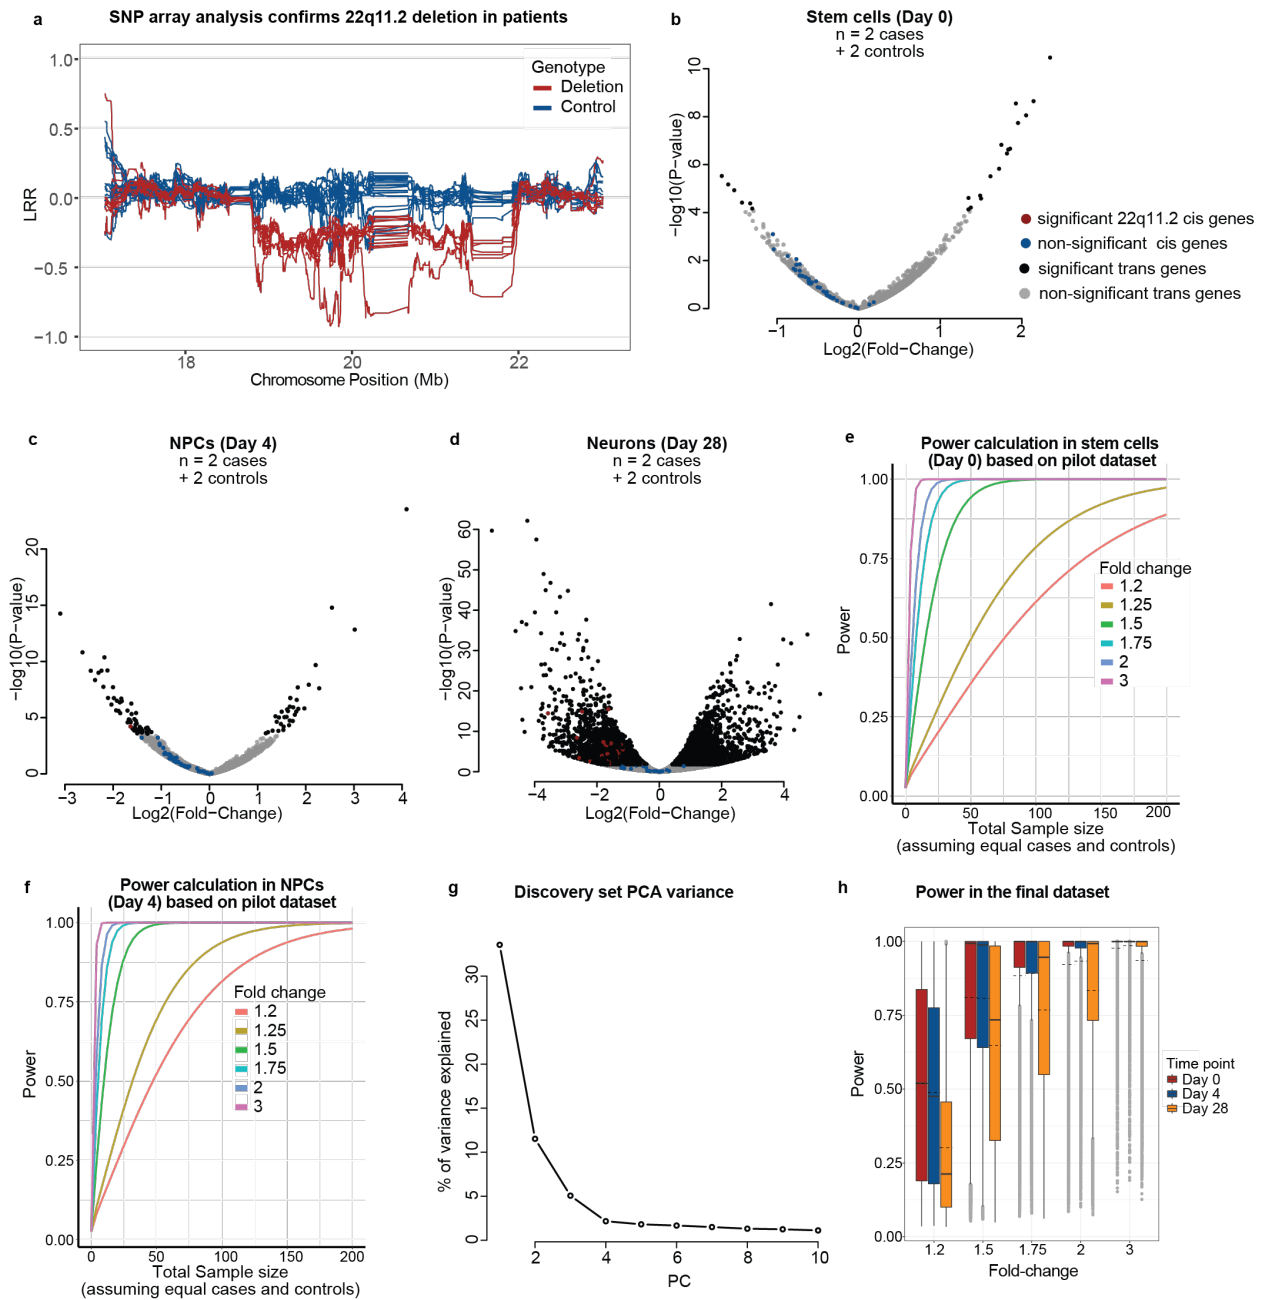 a
SNP array analysis confirms 22q11.2 deletion in patients
1.0
0.5
0.0
−0.5
−1.0
LRR
18
20
22
Chromosome Position (Mb)
Genotype
Deletion
Control
b
Stem cells (Day 0)
n = 2 cases
+ 2 controls
10
8
6
4
2
0
−log10(P−value)
−1
0
1
2
Log2(Fold−Change)
significant 22q11.2 cis genes
non-significant cis genes
significant trans genes
non-significant trans genes
c
NPCs (Day 4)
n = 2 cases
+ 2 controls
20
15
10
5
0
−log10(P−value)
−3
−2
−1
0
1
2
3
4
Log2(Fold−Change)
d
Neurons (Day 28)
n = 2 cases
+ 2 controls
60
50
40
30
20
10
0
−log10(P−value)
−4
−2
0
2
4
Log2(Fold−Change)
e
Power calculation in stem cells
(Day 0) based on pilot dataset
1.00
0.75
0.50
0.25
0.00
Power
0
50
100
150
200
Total Sample size
(assuming equal cases and controls)
Fold change
1.2
1.25
1.5
1.75
2
3
f
Power calculation in NPCs
(Day 4) based on pilot dataset
1.00
0.75
0.50
0.25
0.00
Power
0
50
100
150
200
Total Sample size
(assuming equal cases and controls)
Fold change
1.2
1.25
1.5
1.75
2
3
g
Discovery set PCA variance
30
25
20
15
10
5
0
% of variance explained
2
4
6
8
10
PC
h
Power in the final dataset
1.00
0.75
0.50
0.25
0.00
Power
1.2
1.5
1.75
2
3
Fold-change
Time point
Day 0
Day 4
Day 28